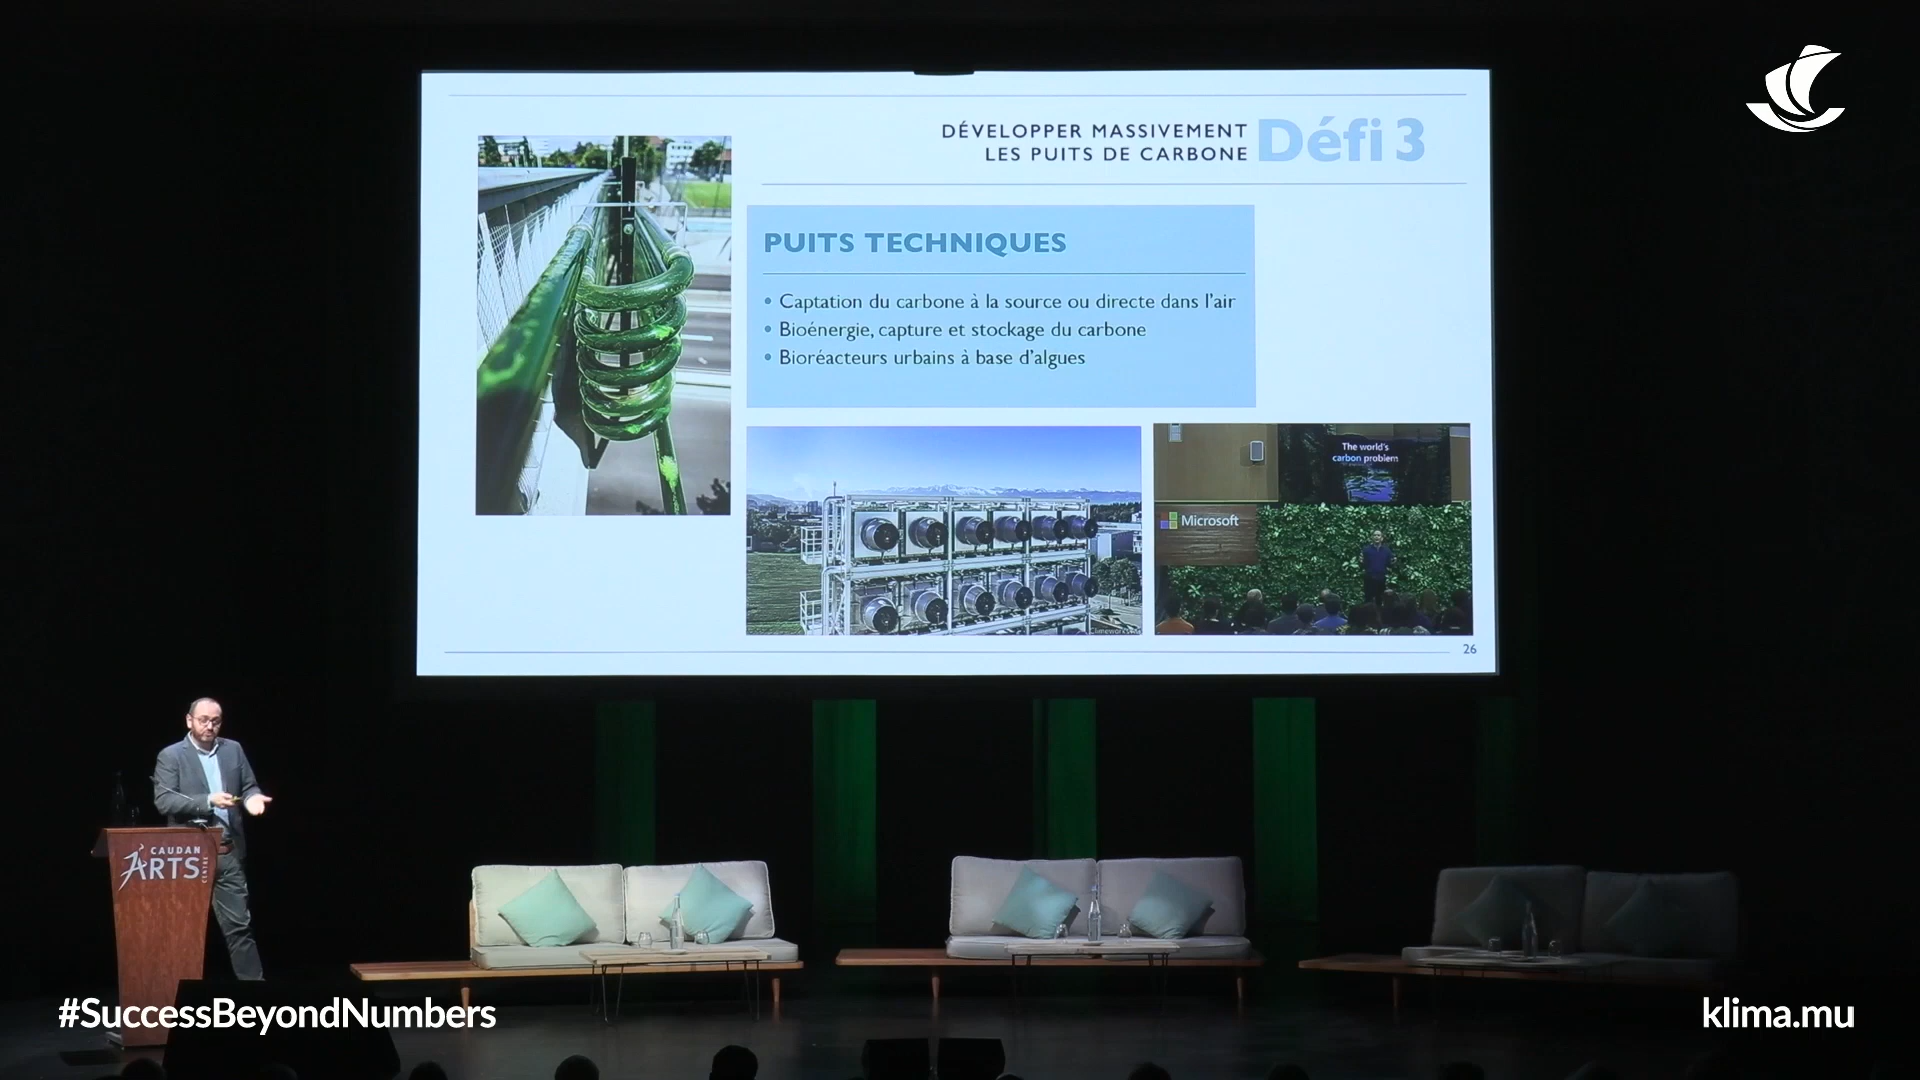 DÉVELOPPER MASSIVEMENT
LES PUITS DE CARBONE
Défi 3
PUITS TECHNIQUES
• Captation du carbone à la source ou directe dans l'air
• Bioénergie, capture et stockage du carbone
• Bioréacteurs urbains à base d'algues
The world's
carbon problem
Microsoft
Climeworks
26
CAUDAN
ARTS
CENTRE
#SuccessBeyondNumbers
klima.mu